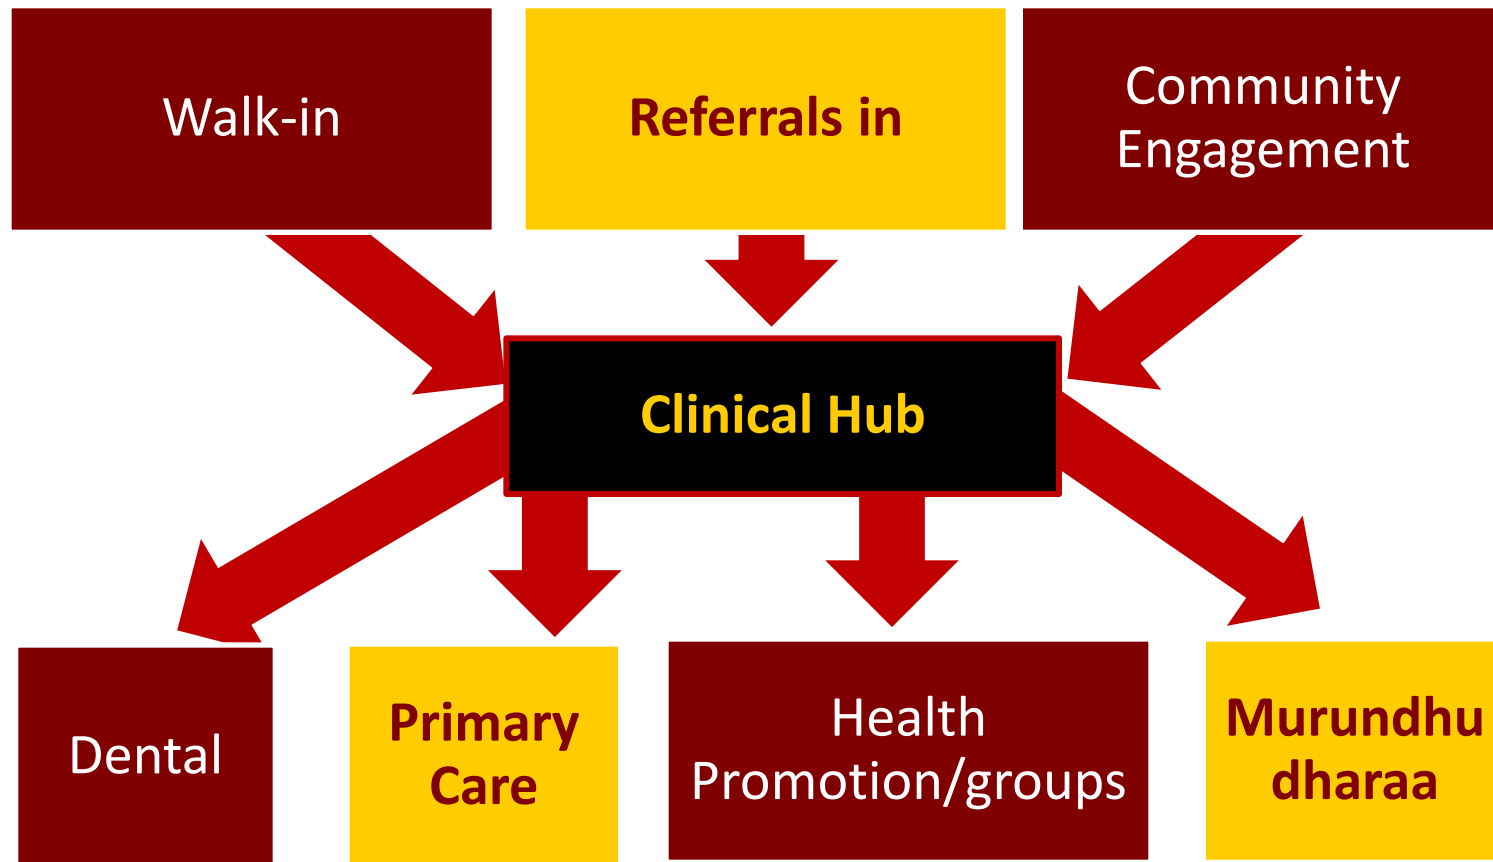 Walk-in
Referrals in
Community
Engagement
Clinical Hub
Dental
Primary
Care
Health
Promotion/groups
Murundhu
dharaa